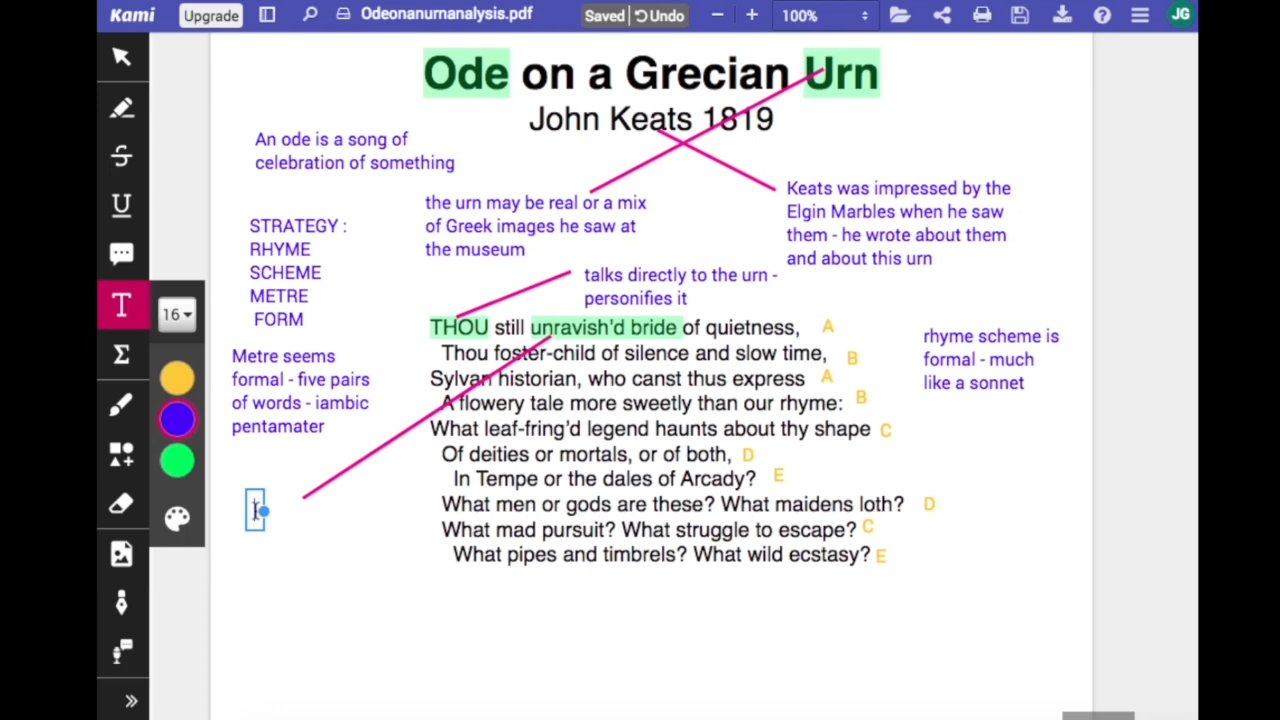 Kami Upgrade Odeonanurnanalysis.pdf Saved Undo 100% JG
Ode on a Grecian Urn
John Keats 1819
An ode is a song of
celebration of something
Keats was impressed by the
Elgin Marbles when he saw
them - he wrote about them
and about this urn
the urn may be real or a mix
of Greek images he saw at
the museum
STRATEGY :
RHYME
SCHEME
METRE
FORM
talks directly to the urn -
personifies it
16
THOU still unravish'd bride of quietness, A
Thou foster-child of silence and slow time, B
Sylvan historian, who canst thus express A
A flowery tale more sweetly than our rhyme: B
What leaf-fring'd legend haunts about thy shape C
Of deities or mortals, or of both, D
In Tempe or the dales of Arcady? E
What men or gods are these? What maidens loth? D
What mad pursuit? What struggle to escape? C
What pipes and timbrels? What wild ecstasy? E
rhyme scheme is
formal - much
like a sonnet
Metre seems
formal - five pairs
of words - iambic
pentamater